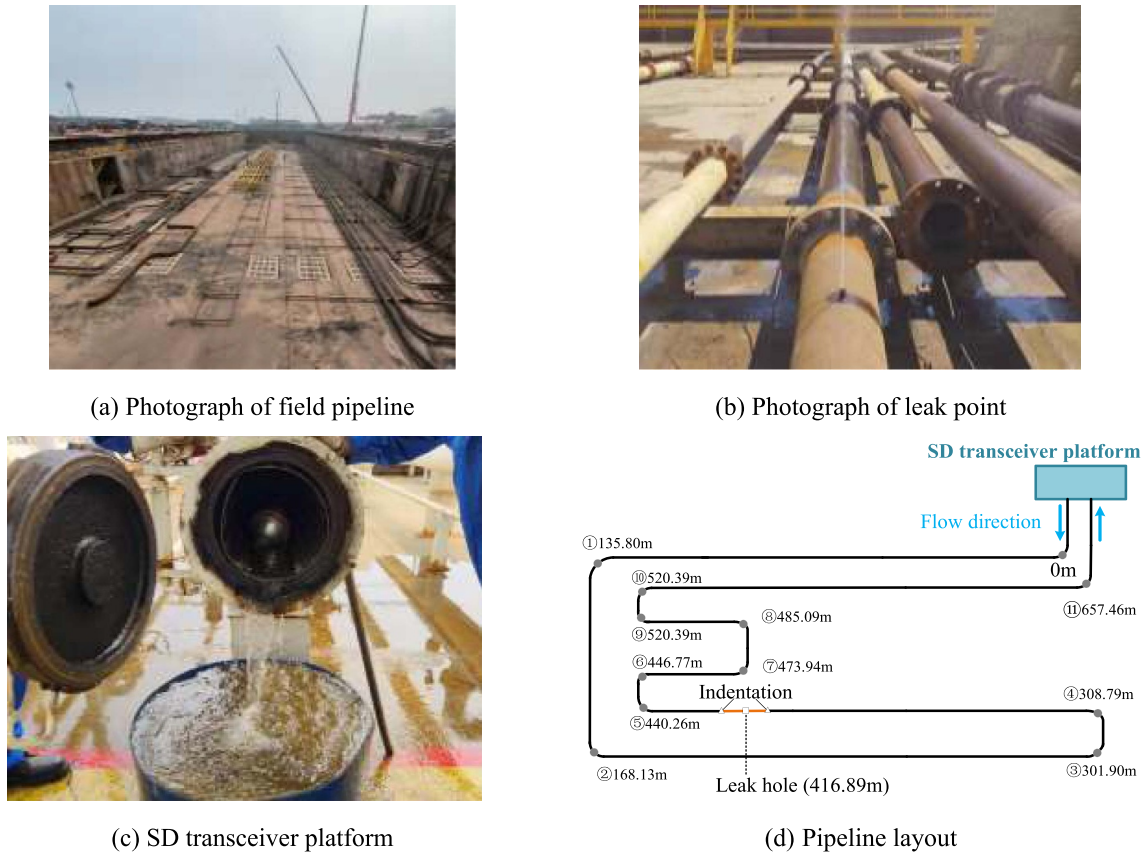 (a) Photograph of field pipeline
(b) Photograph of leak point
SD transceiver platform
Flow direction
①135.80m
0m
⑩520.39m
⑪657.46m
⑧485.09m
⑨520.39m
⑥446.77m
⑦473.94m
Indentation
④308.79m
⑤440.26m
②168.13m
③301.90m
Leak hole (416.89m)
(c) SD transceiver platform
(d) Pipeline layout